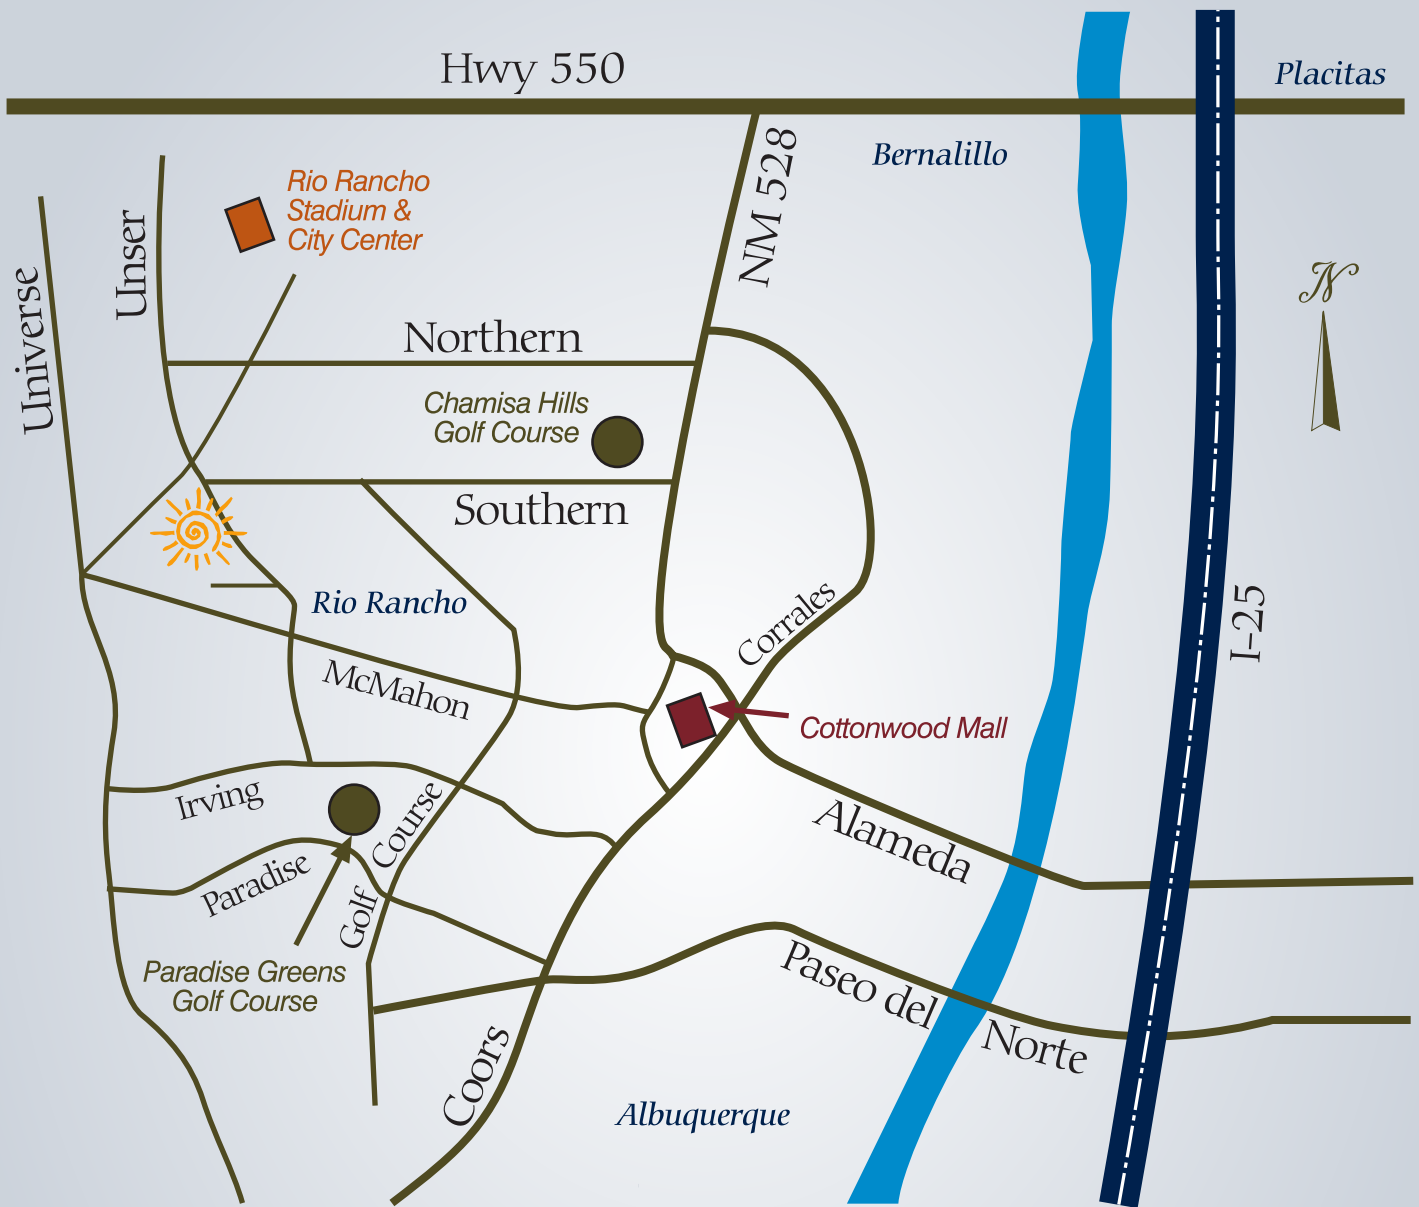 Hwy 550
Placitas
Bernalillo
NM 528
Rio Rancho
Stadium &
City Center
Unser
Universe
N
Northern
Chamisa Hills
Golf Course
Southern
Rio Rancho
Corrales
I-25
McMahon
Cottonwood Mall
Irving
Golf Course
Alameda
Paradise
Paradise Greens
Golf Course
Paseo del Norte
Coors
Albuquerque